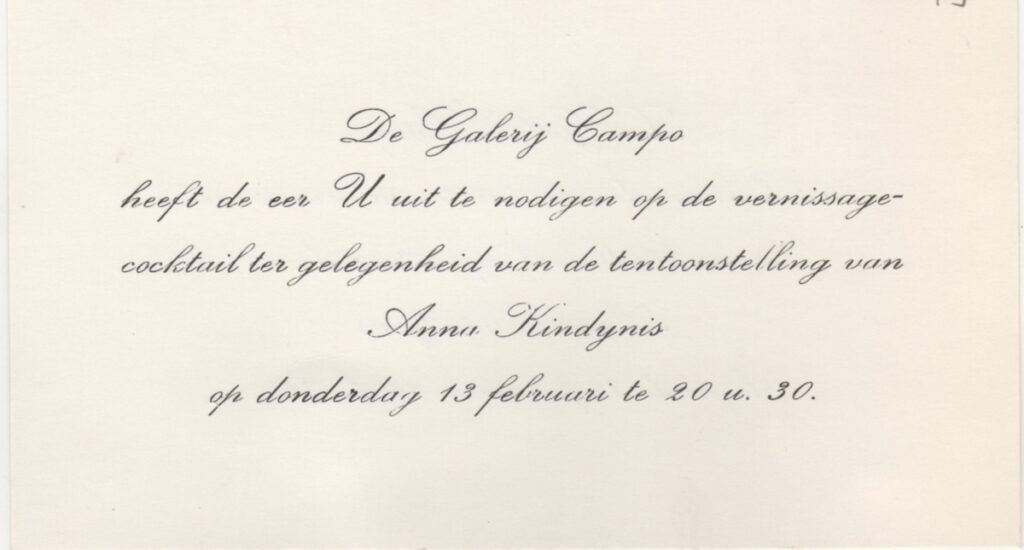 De Galerij Campo
heeft de eer U uit te nodigen op de vernissage-
cocktail ter gelegenheid van de tentoonstelling van
Anna Kindynis
op donderdag 13 februari te 20 u. 30.